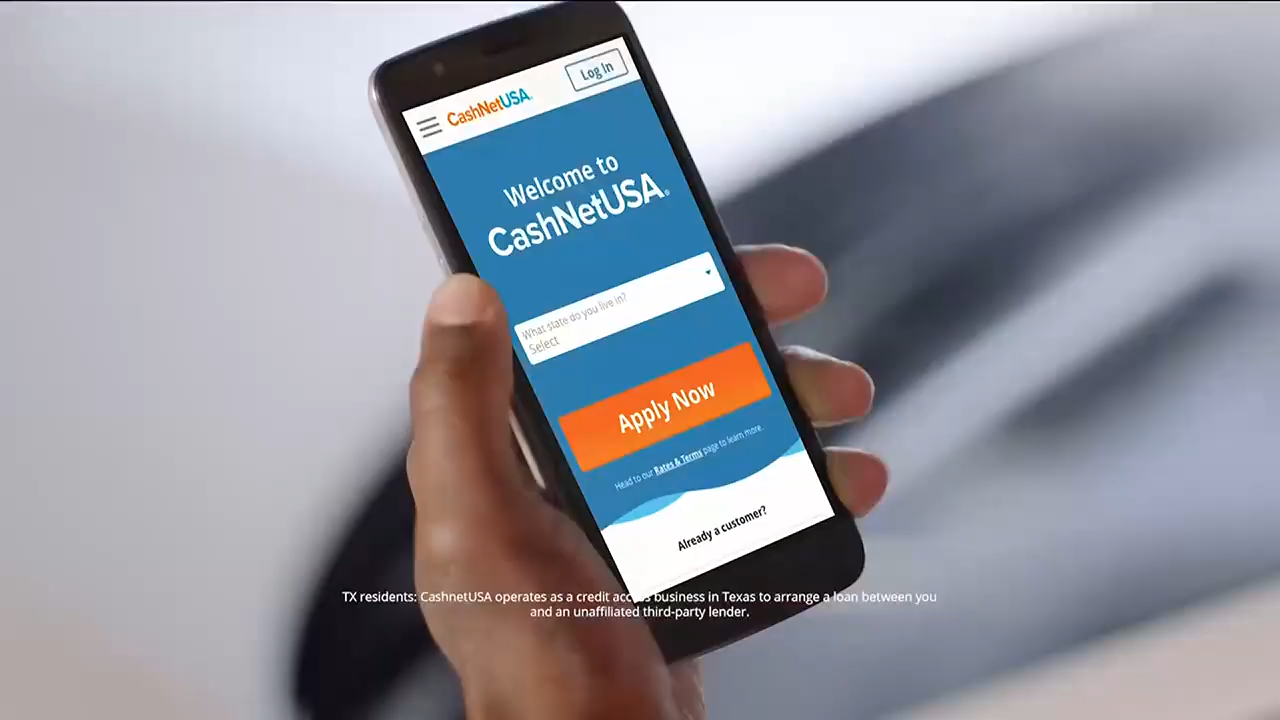 Log In
CashNetUSA.
Welcome to
CashNetUSA®
What state do you live in?
Select
Apply Now
Head to our Rates & Terms page to learn more.
Already a customer?
TX residents: CashnetUSA operates as a credit access business in Texas to arrange a loan between you
and an unaffiliated third-party lender.